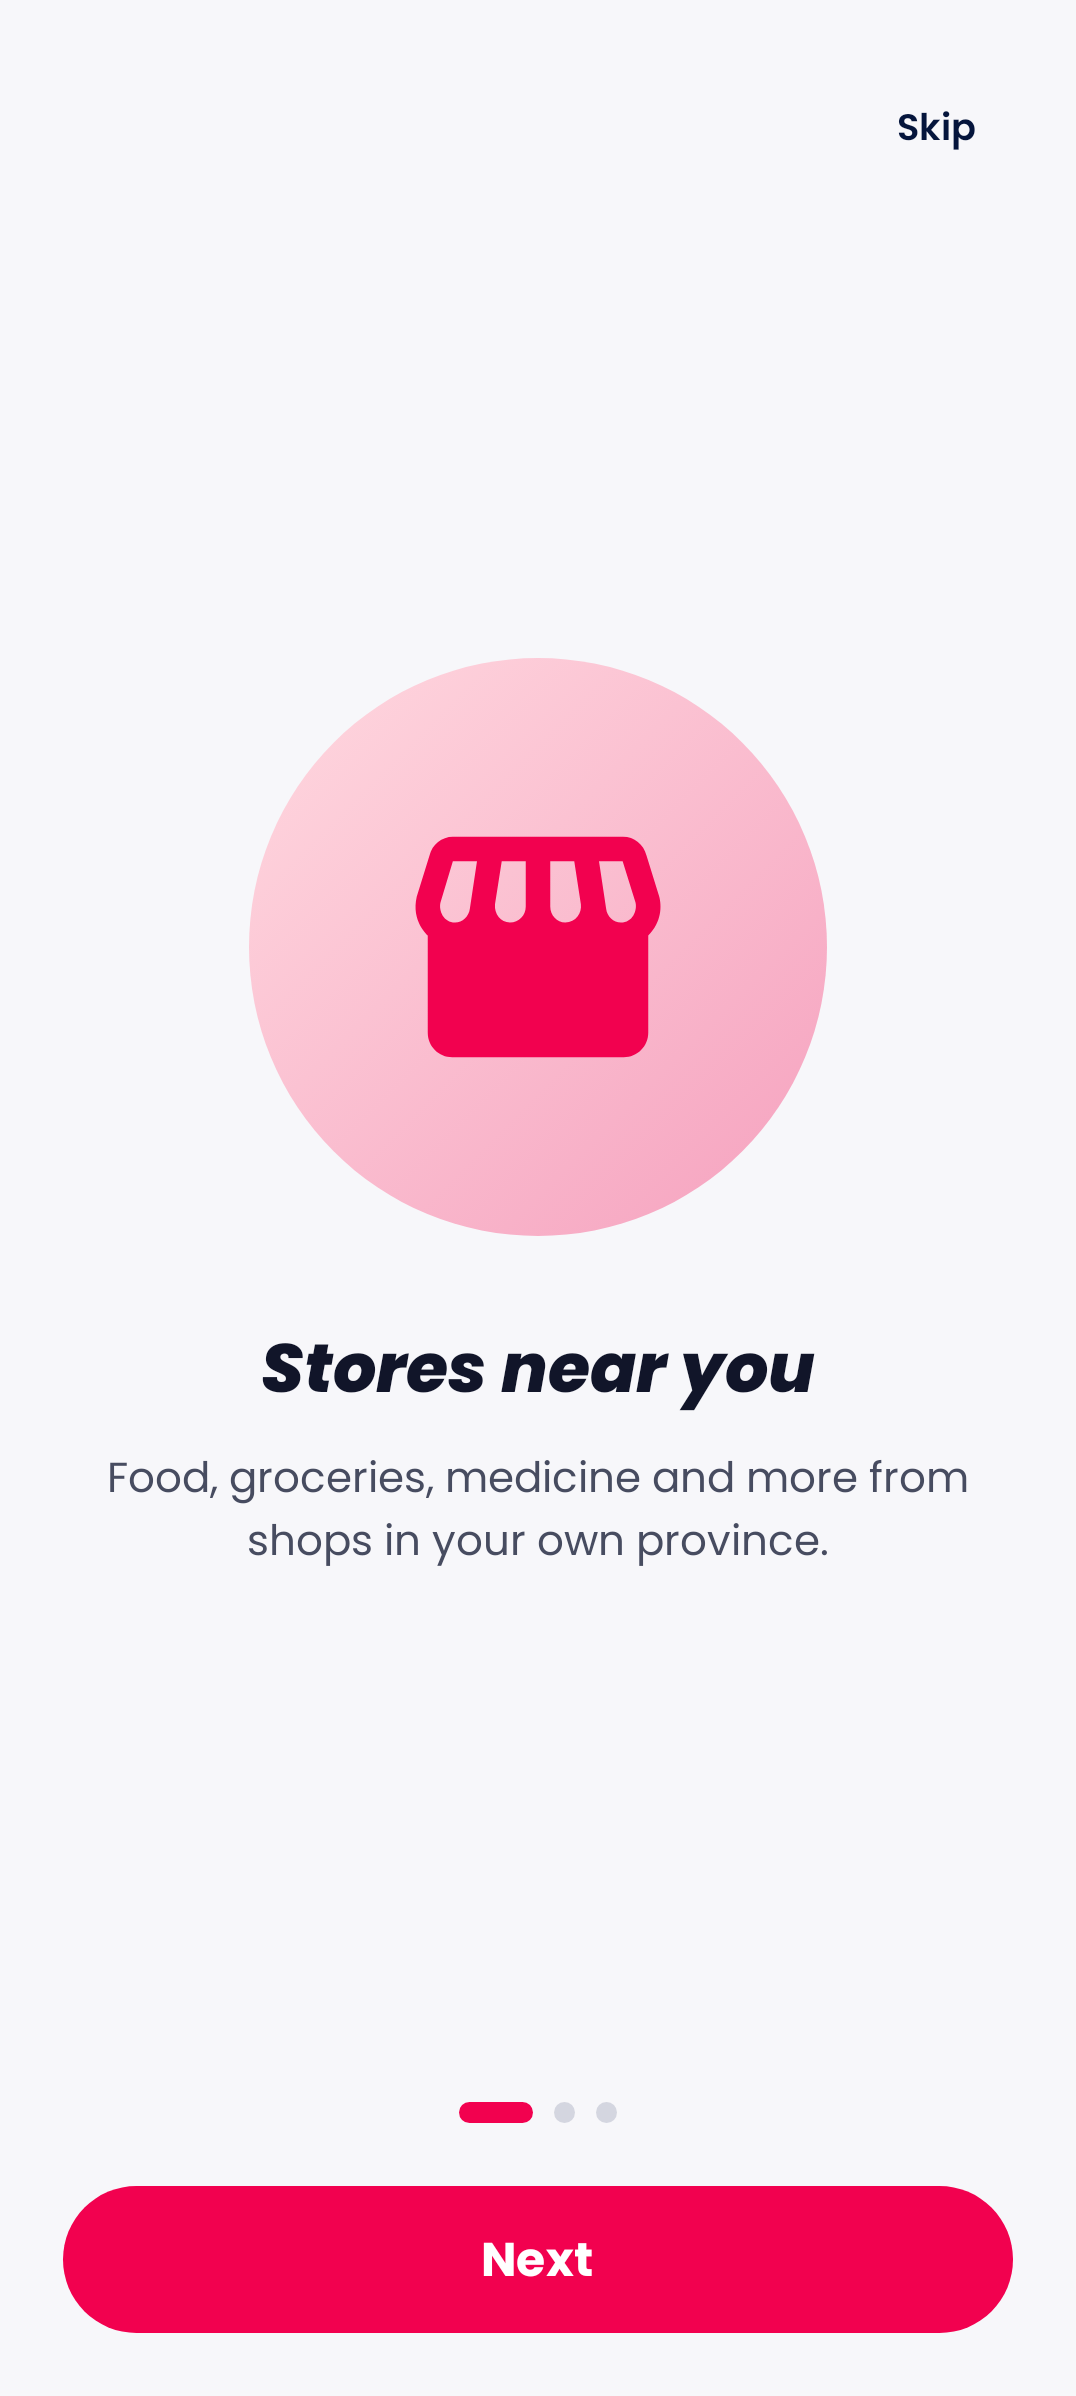 Skip
Stores near you
Food, groceries, medicine and more from
shops in your own province.
Next